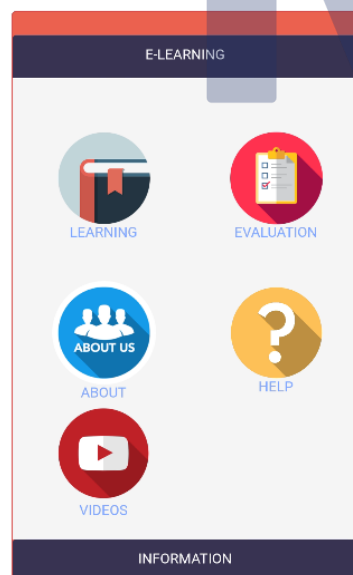 E-LEARNING
LEARNING
EVALUATION
ABOUT US
ABOUT
HELP
VIDEOS
INFORMATION